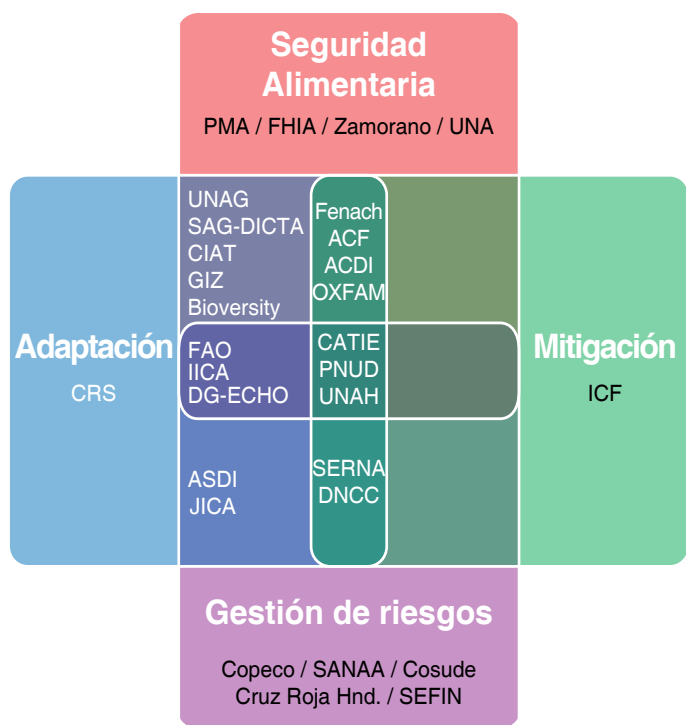 Seguridad
Alimentaria
PMA / FHIA / Zamorano / UNA
UNAG
SAG-DICTA
CIAT
GIZ
Bioversity
Fenach
ACF
ACDI
OXFAM
Adaptación
CRS
FAO
IICA
DG-ECHO
CATIE
PNUD
UNAH
Mitigación
ICF
ASDI
JICA
SERNA
DNCC
Gestión de riesgos
Copeco / SANAA / Cosude
Cruz Roja Hnd. / SEFIN